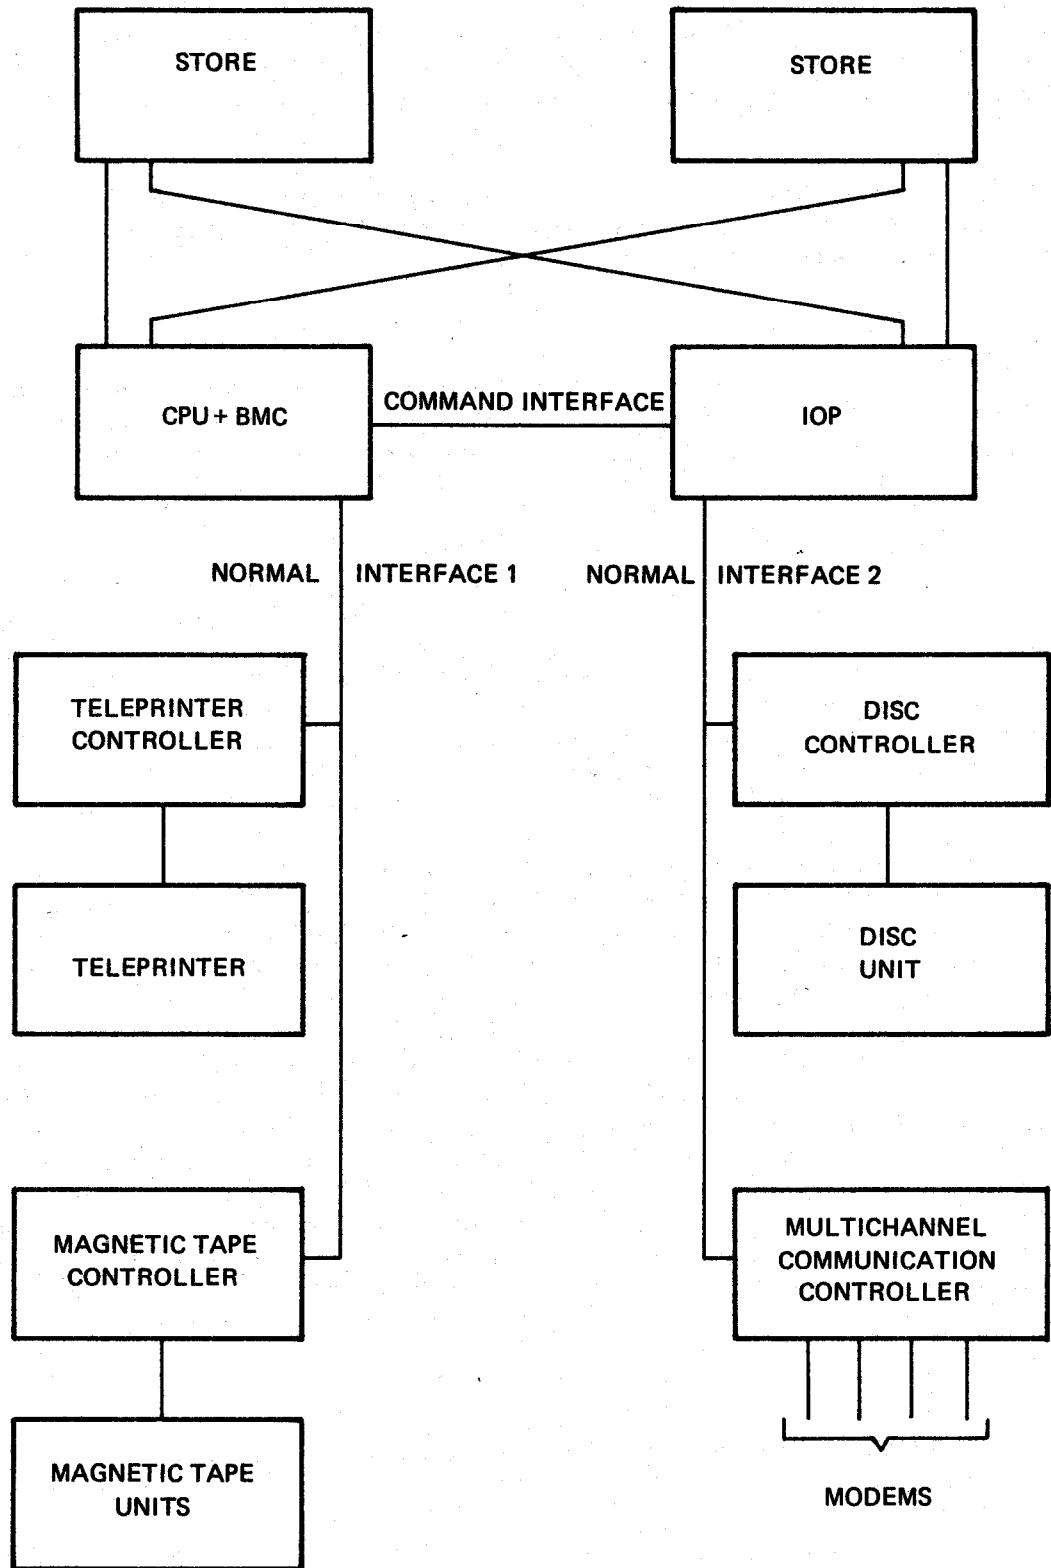 STORE
STORE
CPU + BMC
COMMAND INTERFACE
IOP
NORMAL INTERFACE 1
NORMAL INTERFACE 2
TELEPRINTER
CONTROLLER
DISC
CONTROLLER
TELEPRINTER
DISC
UNIT
MAGNETIC TAPE
CONTROLLER
MULTICHANNEL
COMMUNICATION
CONTROLLER
MAGNETIC TAPE
UNITS
MODEMS